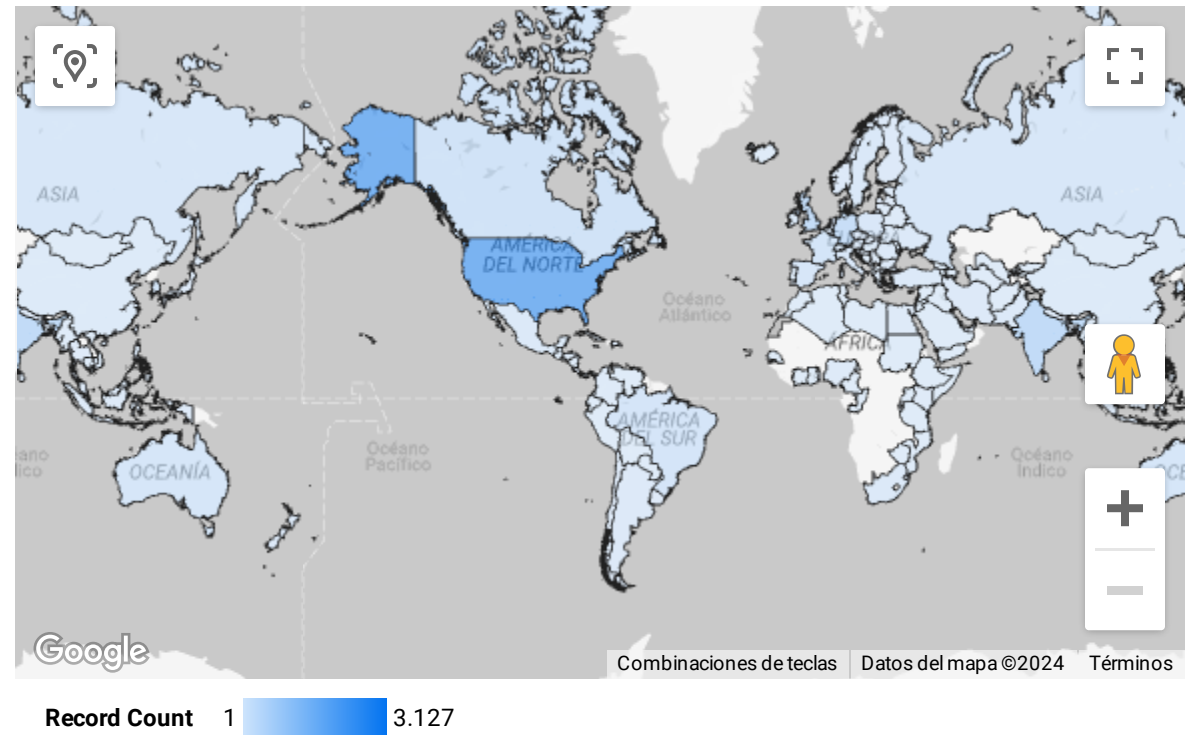 ASIA
ASIA
AMÉRICA
DEL NORTE
Océano
Atlántico
ÁFRICA
AMÉRICA
DEL SUR
OCEANÍA
Océano
Pacífico
Océano
Índico
Google
Combinaciones de teclas
Datos del mapa ©2024
Términos
Record Count
1
3.127